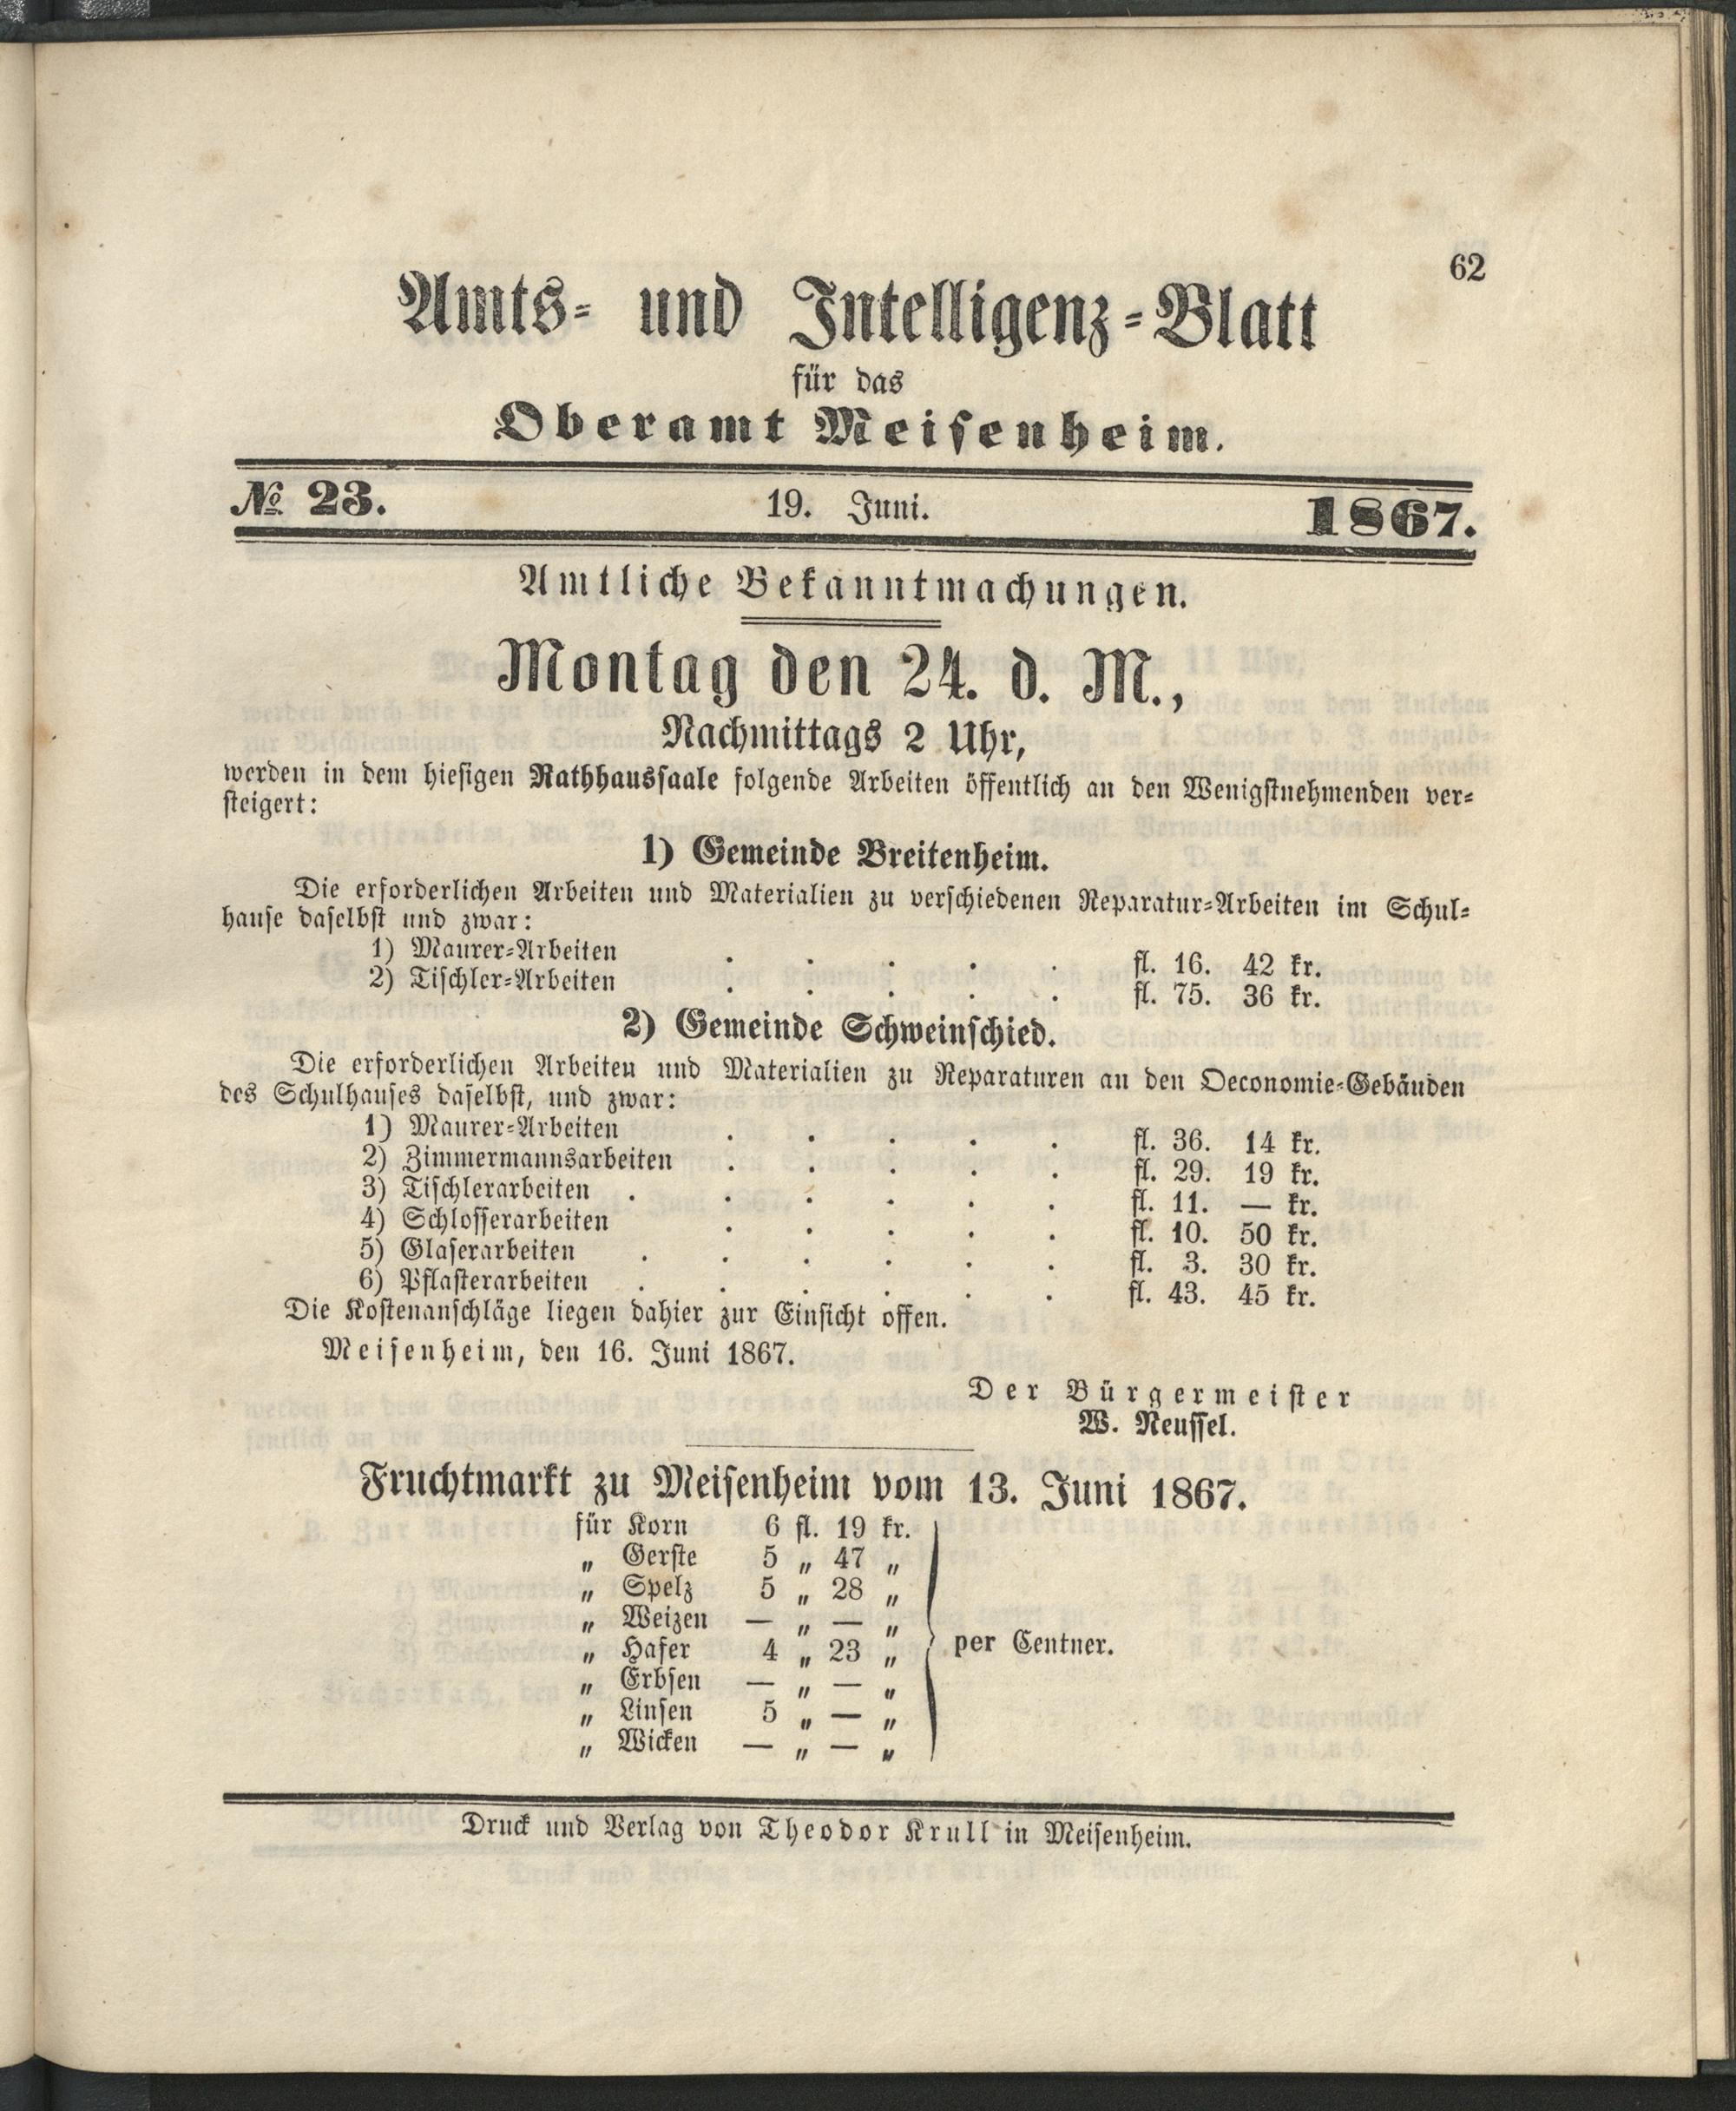 62
Amts- und Intelligenz-Blatt
für das
Oberamt Meisenheim.
№ 23. 19. Juni. 1867.
Amtliche Bekanntmachungen.
Montag den 24. d. M.,
Nachmittags 2 Uhr,
werden in dem hiesigen Rathhaussaale folgende Arbeiten öffentlich an den Wenigstnehmenden ver-
steigert:
1) Gemeinde Breitenheim.
Die erforderlichen Arbeiten und Materialien zu verschiedenen Reparatur-Arbeiten im Schul-
hause daselbst und zwar:
1) Maurer-Arbeiten . . . . . fl. 16. 42 kr.
2) Tischler-Arbeiten . . . . . fl. 75. 36 kr.
2) Gemeinde Schweinschied.
Die erforderlichen Arbeiten und Materialien zu Reparaturen an den Oeconomie-Gebäuden
des Schulhauses daselbst, und zwar:
1) Maurer-Arbeiten . . . . . fl. 36. 14 kr.
2) Zimmermannsarbeiten . . . . . fl. 29. 19 kr.
3) Tischlerarbeiten . . . . . . fl. 11. — kr.
4) Schlosserarbeiten . . . . . fl. 10. 50 kr.
5) Glaserarbeiten . . . . . . fl. 3. 30 kr.
6) Pflasterarbeiten . . . . . . fl. 43. 45 kr.
Die Kostenanschläge liegen dahier zur Einsicht offen.
Meisenheim, den 16. Juni 1867.
Der Bürgermeister
W. Neussel.
Fruchtmarkt zu Meisenheim vom 13. Juni 1867.
für Korn 6 fl. 19 kr.
„ Gerste 5 „ 47 „
„ Spelz 5 „ 28 „
„ Weizen — „ — „
„ Hafer 4 „ 23 „ per Centner.
„ Erbsen — „ — „
„ Linsen 5 „ — „
„ Wicken — „ — „
Druck und Verlag von Theodor Krull in Meisenheim.